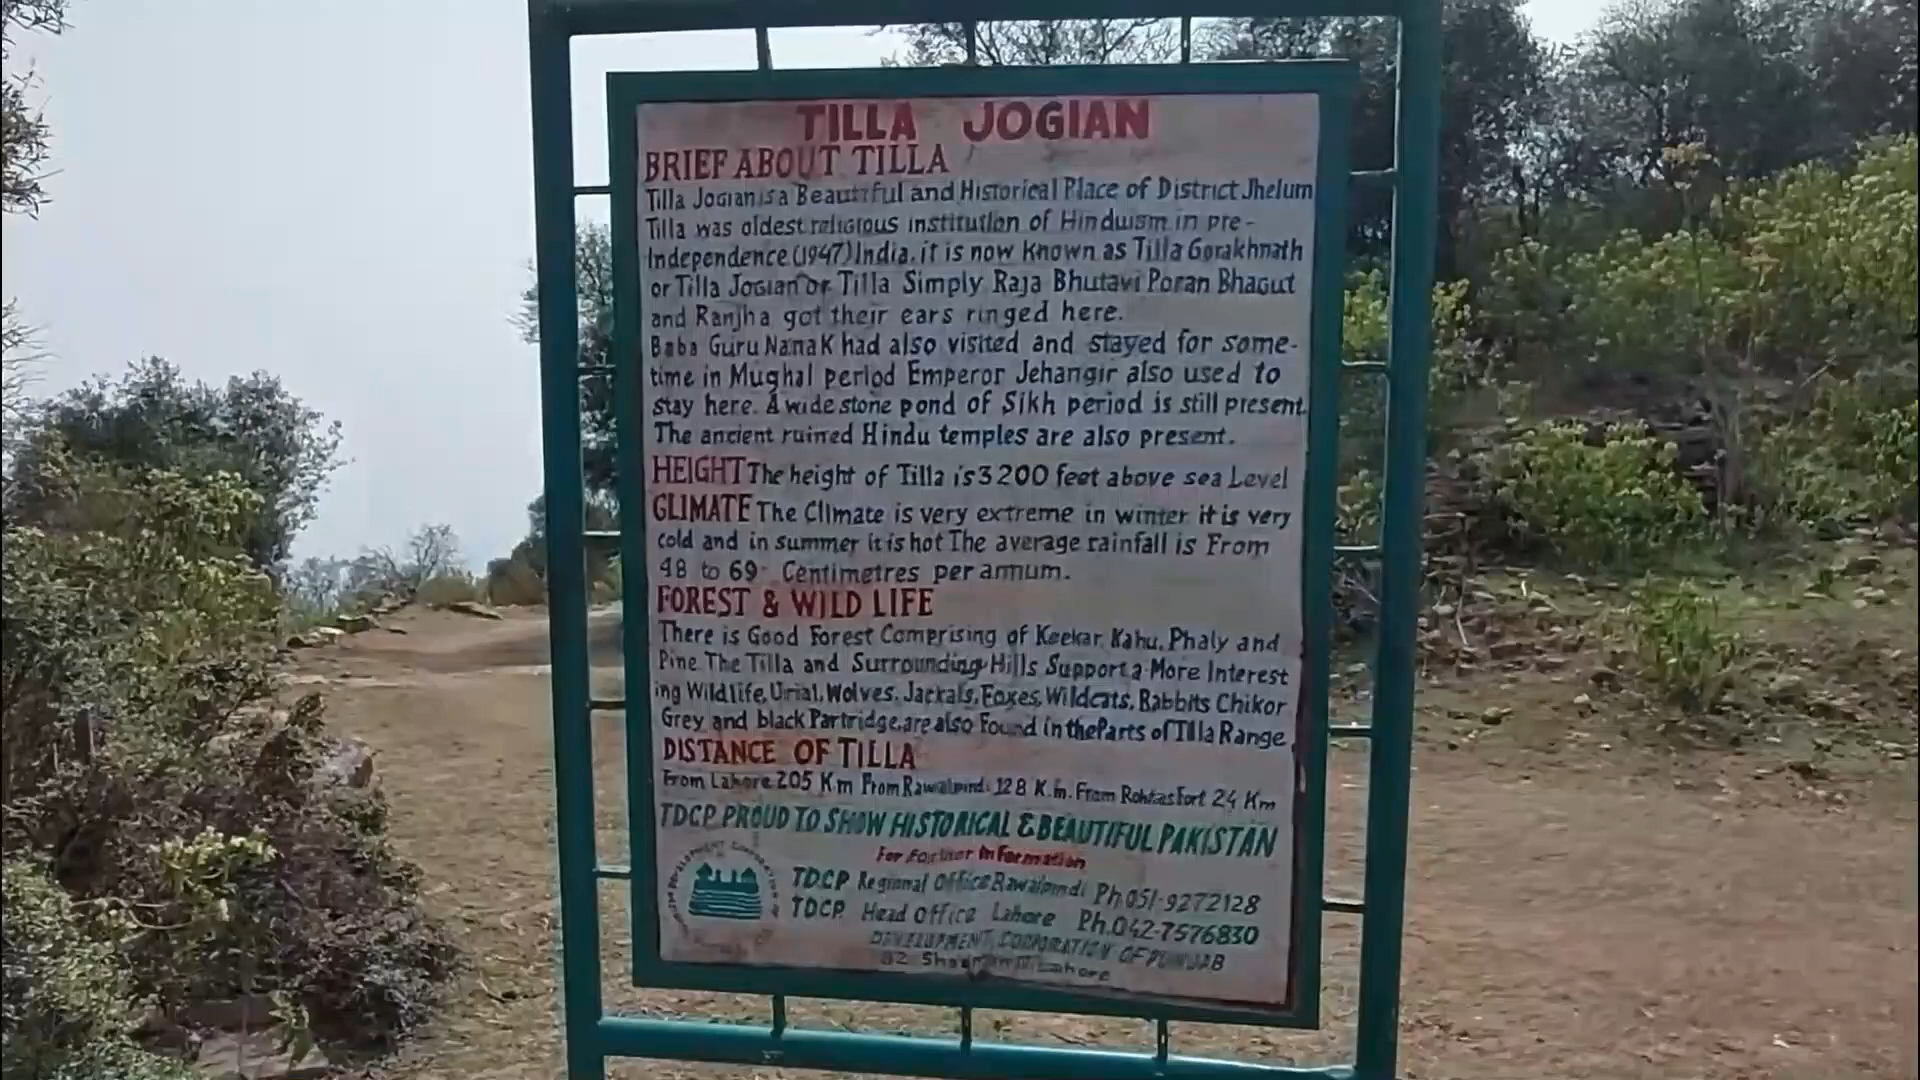 TILLA JOGIAN
BRIEF ABOUT TILLA
Tilla Jogian is a Beautiful and Historical Place of District Jhelum
Tilla was oldest religious institution of Hinduism in pre-
Independence (1947) India. it is now Known as Tilla Gorakhnath
or Tilla Jogian or Tilla Simply Raja Bhutavi Poran Bhagut
and Ranjha got their ears ringed here.
Baba Guru Nanak had also visited and stayed for some-
time in Mughal period Emperor Jehangir also used to
stay here. A wide stone pond of Sikh period is still present.
The ancient ruined Hindu temples are also present.
HEIGHT The height of Tilla is 3200 feet above sea Level
CLIMATE The Climate is very extreme in winter it is very
cold and in summer it is hot The average rainfall is From
48 to 69 Centimetres per annum.
FOREST & WILD LIFE
There is Good Forest Comprising of Keekar, Kahu, Phaly and
Pine. The Tilla and Surrounding Hills Support a More Interest
ing Wildlife, Urial, Wolves, Jackals, Foxes, Wildcats, Rabbits Chikor
Grey and black Partridge, are also Found in the Parts of Tilla Range
DISTANCE OF TILLA
From Lahore 205 Km From Rawalpindi 128 K.m. From Rohtas Fort 24 Km
TDCP PROUD TO SHOW HISTORICAL & BEAUTIFUL PAKISTAN
For Further Information
TDCP Regional Office Rawalpindi Ph.051-9272128
TDCP Head Office Lahore Ph.042-7576830
DEVELOPMENT CORPORATION OF PUNJAB
82 Lahore